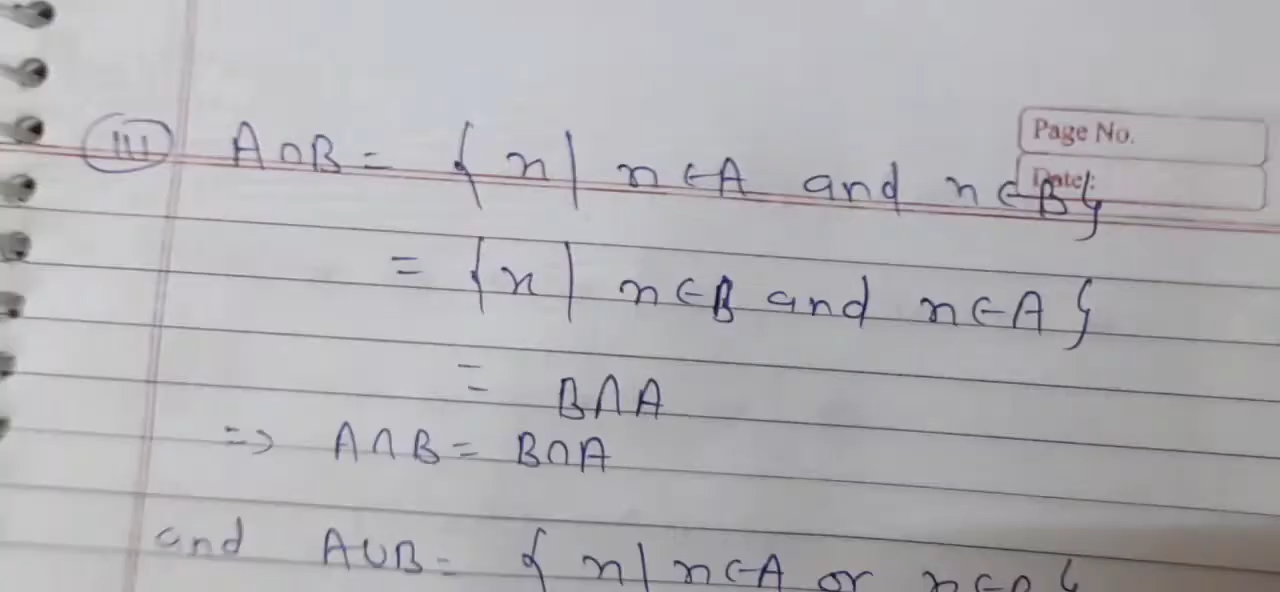 Page No.
(III) A∩B = { n | n∈A and n∈B}
Date:
= {n | n∈B and n∈A }
= B∩A
=> A∩B = B∩A
and A∪B = { n | n∈A or